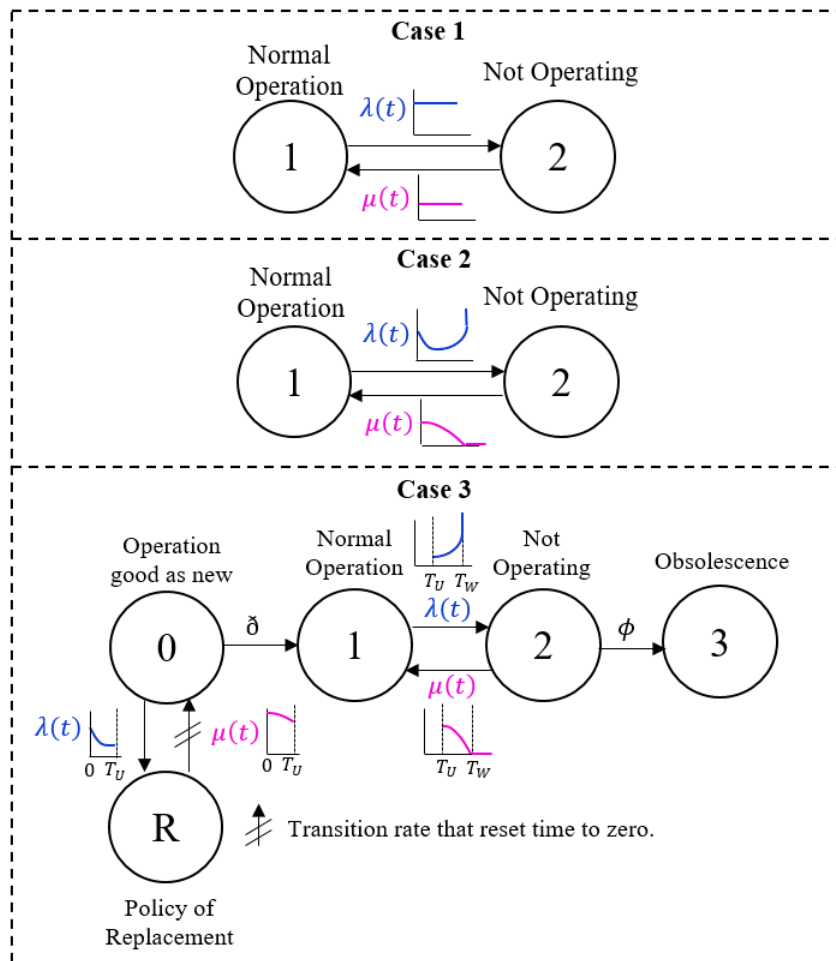 Case 1
Normal
Operation
Not Operating
λ(t)
1
2
μ(t)
Case 2
Normal
Operation
Not Operating
λ(t)
1
2
μ(t)
Case 3
Operation
good as new
Normal
Operation
Not
Operating
Obsolescence
T_U T_W
λ(t)
0
ð
1
2
ϕ
3
μ(t)
λ(t)
0 T_U
μ(t)
0 T_U
T_U T_W
R
Transition rate that reset time to zero.
Policy of
Replacement